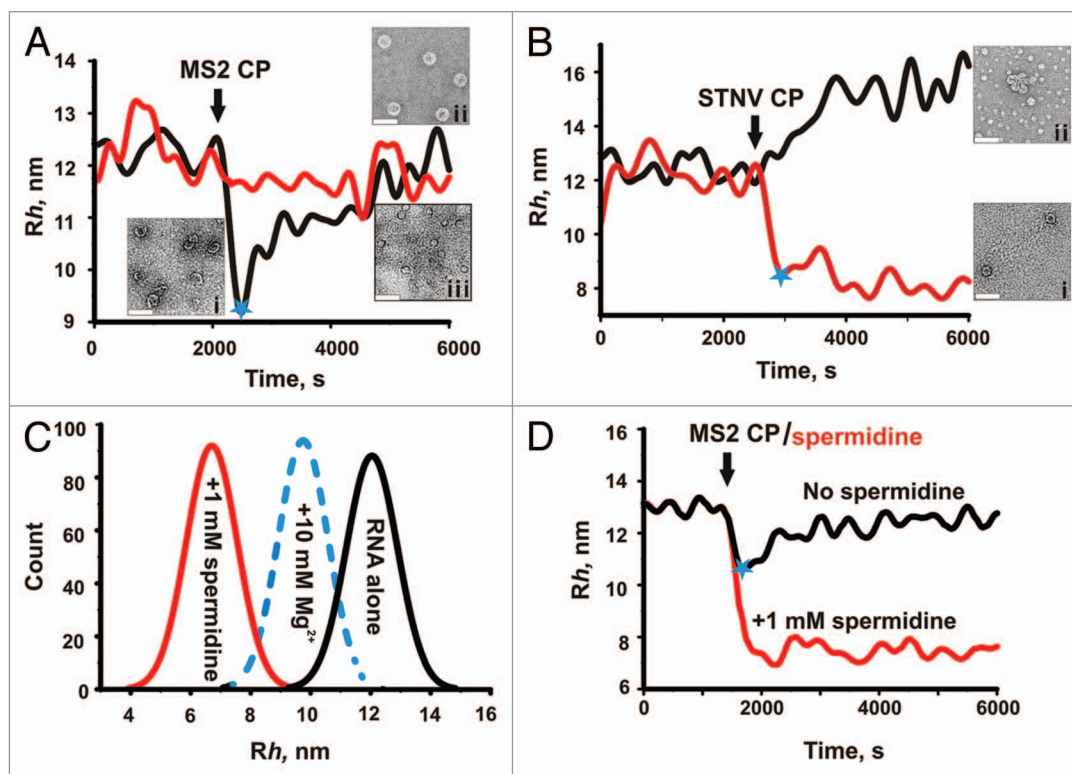 A
MS2 CP
ii
14
13
12
11
10
9
Rh, nm
i
iii
0
2000
4000
6000
Time, s
B
STNV CP
ii
16
14
12
10
8
Rh, nm
i
0
2000
4000
6000
Time, s
C
100
80
60
40
20
0
Count
+1 mM spermidine
+10 mM Mg2+
RNA alone
4
6
8
10
12
14
16
Rh, nm
D
MS2 CP/spermidine
16
14
12
10
8
6
Rh, nm
No spermidine
+1 mM spermidine
0
2000
4000
6000
Time, s